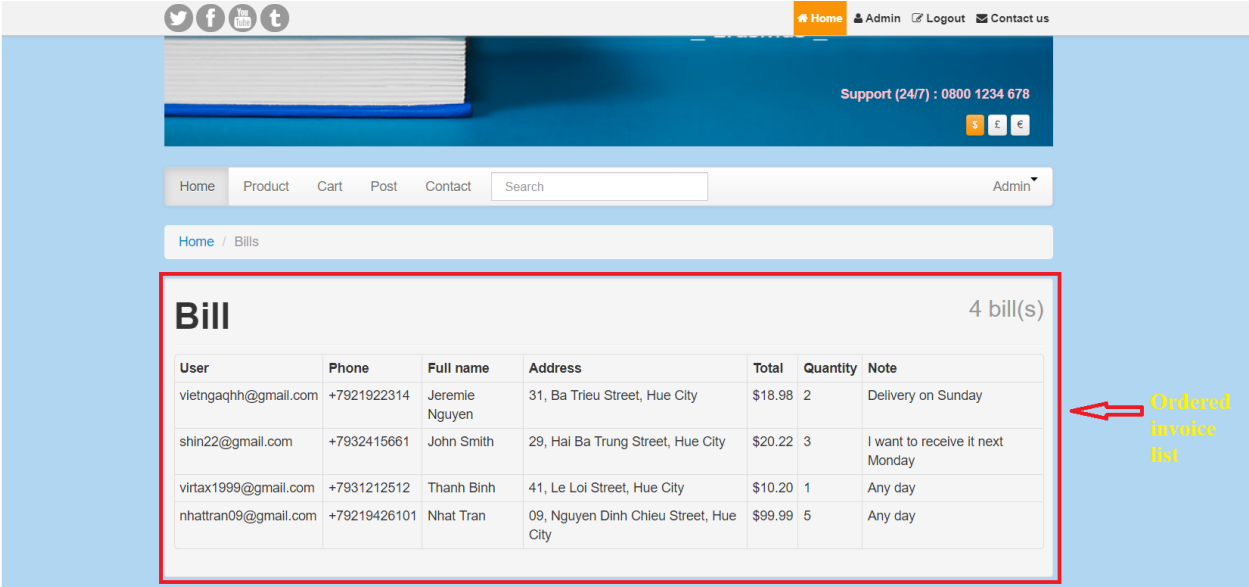 You
Tube
Home Admin Logout Contact us
Support (24/7) : 0800 1234 678
$ £ €
Home Product Cart Post Contact Search Admin
Home / Bills
Bill
4 bill(s)
User Phone Full name Address Total Quantity Note
vietngaqhh@gmail.com +7921922314 Jeremie Nguyen 31, Ba Trieu Street, Hue City $18.98 2 Delivery on Sunday
shin22@gmail.com +7932415661 John Smith 29, Hai Ba Trung Street, Hue City $20.22 3 I want to receive it next Monday
virtax1999@gmail.com +7931212512 Thanh Binh 41, Le Loi Street, Hue City $10.20 1 Any day
nhattran09@gmail.com +79219426101 Nhat Tran 09, Nguyen Dinh Chieu Street, Hue City $99.99 5 Any day
Ordered
invoice
list